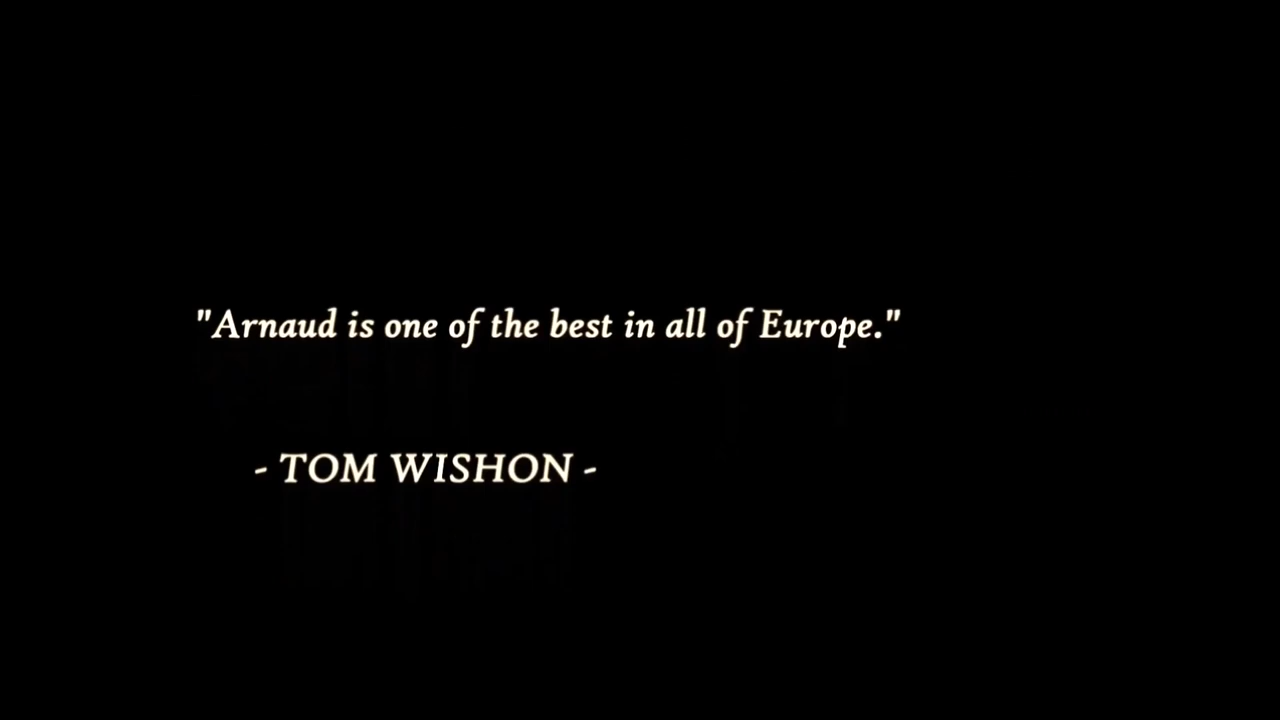 "Arnaud is one of the best in all of Europe."
- TOM WISHON -